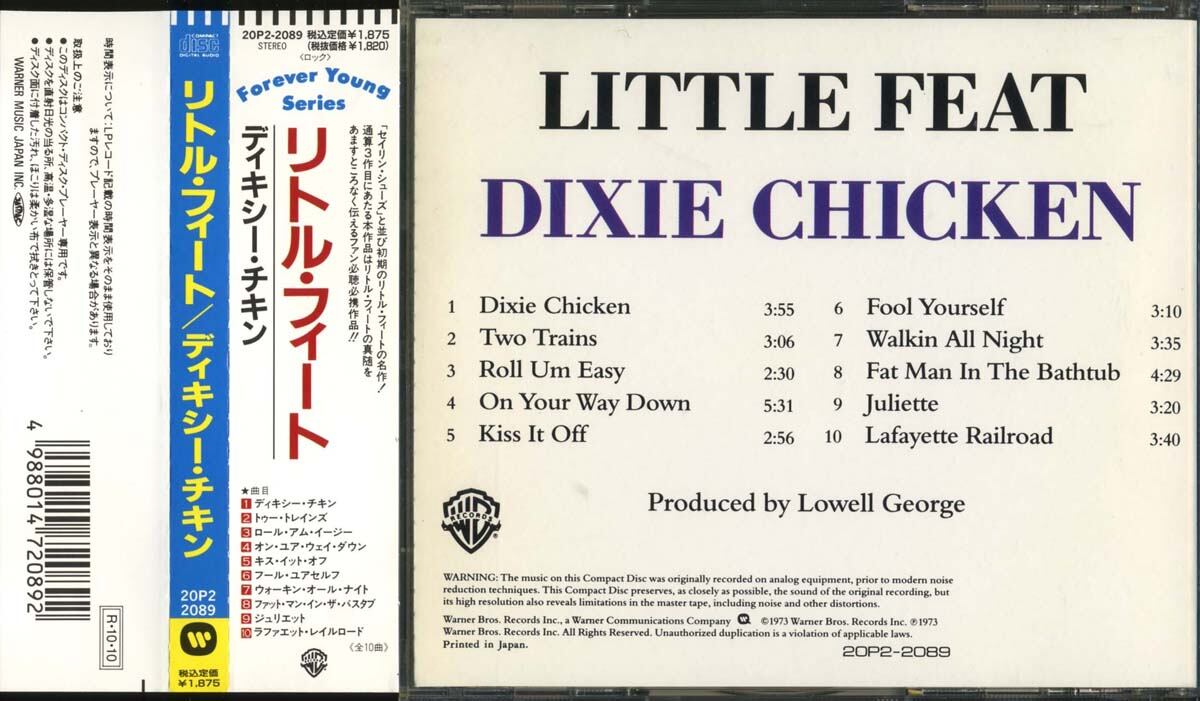 時間表示について:LPレコード記載の時間表示をそのまま使用しており
ますので、プレーヤー表示と異なる場合があります。
取扱上のご注意
●このディスクはコンパクト・ディスク・プレーヤー専用です。
●ディスクを直射日光の当る所、高温・多湿な場所には保管しないで下さい。
●ディスク面に付着した汚れ、ほこりは柔かい布で拭きとって下さい。
WARNER MUSIC JAPAN INC.
4 988014 720892
R・10・10
COMPACT
disc
DIGITAL AUDIO
リトル・フィート/ディキシー・チキン
20P2
2089
税込定価
¥1,875
20P2-2089 税込定価¥1,875
STEREO (税抜価格¥1,820)
〈ロック〉
Forever Young
Series
「セイリン・シューズ」と並び初期のリトル・フィートの名作!
通算3作目にあたる本作品はリトル・フィートの真随を
あますところなく伝えるファン必聴必携作品!!
リトル・フィート
ディキシー・チキン
★曲目
1 ディキシー・チキン
2 トゥー・トレインズ
3 ロール・アム・イージー
4 オン・ユア・ウェイ・ダウン
5 キス・イット・オフ
6 フール・ユアセルフ
7 ウォーキン・オール・ナイト
8 ファット・マン・イン・ザ・バスタブ
9 ジュリエット
10 ラファエット・レイルロード
〈全10曲〉
LITTLE FEAT
DIXIE CHICKEN
1 Dixie Chicken 3:55
2 Two Trains 3:06
3 Roll Um Easy 2:30
4 On Your Way Down 5:31
5 Kiss It Off 2:56
6 Fool Yourself 3:10
7 Walkin All Night 3:35
8 Fat Man In The Bathtub 4:29
9 Juliette 3:20
10 Lafayette Railroad 3:40
RECORDS
Produced by Lowell George
WARNING: The music on this Compact Disc was originally recorded on analog equipment, prior to modern noise
reduction techniques. This Compact Disc preserves, as closely as possible, the sound of the original recording, but
its high resolution also reveals limitations in the master tape, including noise and other distortions.
Warner Bros. Records Inc., a Warner Communications Company ©1973 Warner Bros. Records Inc. ℗1973
Warner Bros. Records Inc. All Rights Reserved. Unauthorized duplication is a violation of applicable laws.
Printed in Japan.
20P2-2089